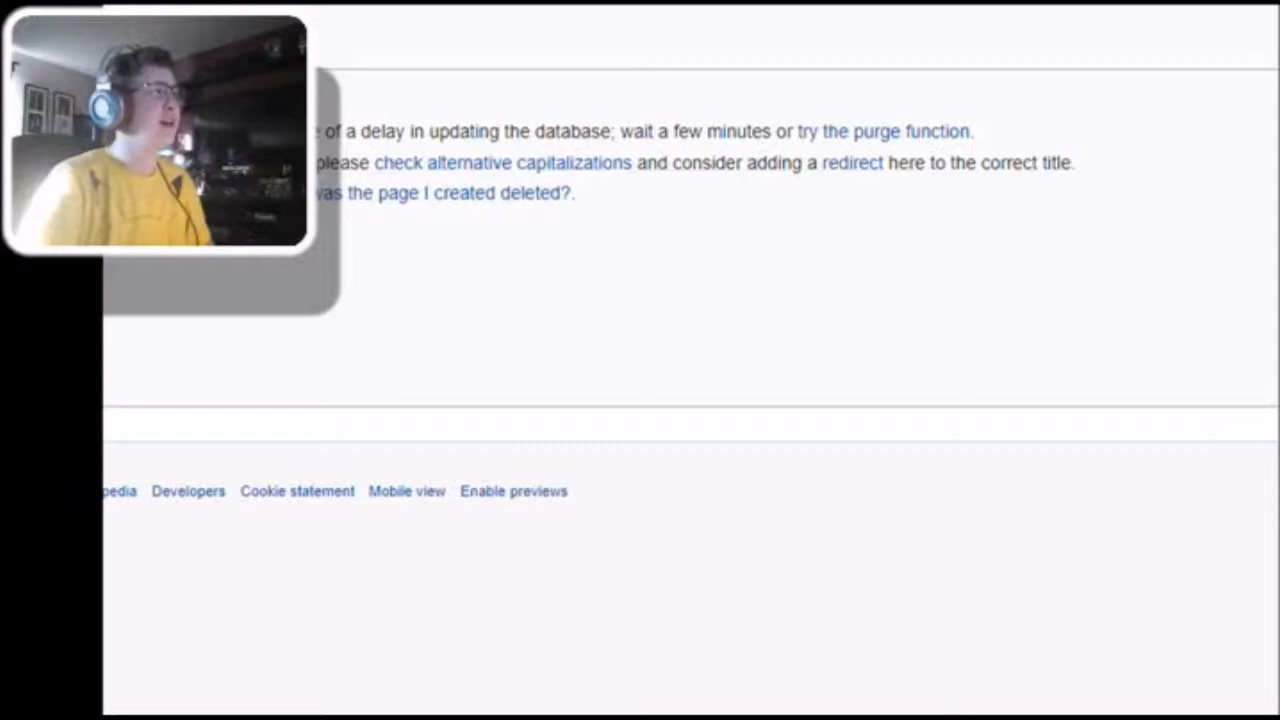 of a delay in updating the database; wait a few minutes or try the purge function.
please check alternative capitalizations and consider adding a redirect here to the correct title.
was the page I created deleted?.
pedia Developers Cookie statement Mobile view Enable previews